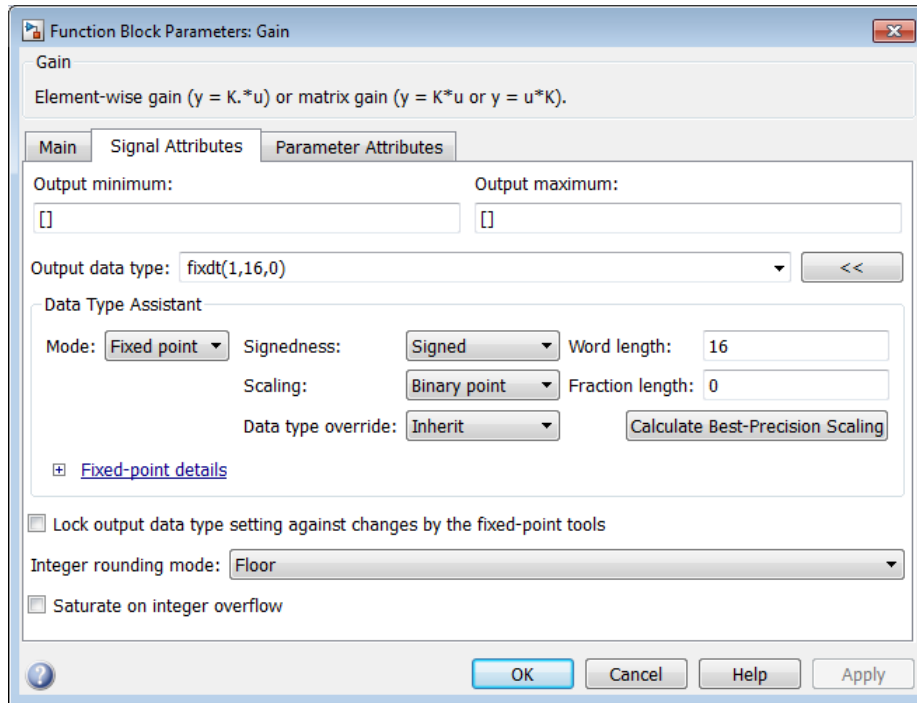 Function Block Parameters: Gain
Gain
Element-wise gain (y = K.*u) or matrix gain (y = K*u or y = u*K).
Main Signal Attributes Parameter Attributes
Output minimum: Output maximum:
[] []
Output data type: fixdt(1,16,0) <<
Data Type Assistant
Mode: Fixed point Signedness: Signed Word length: 16
Scaling: Binary point Fraction length: 0
Data type override: Inherit Calculate Best-Precision Scaling
Fixed-point details
Lock output data type setting against changes by the fixed-point tools
Integer rounding mode: Floor
Saturate on integer overflow
OK Cancel Help Apply